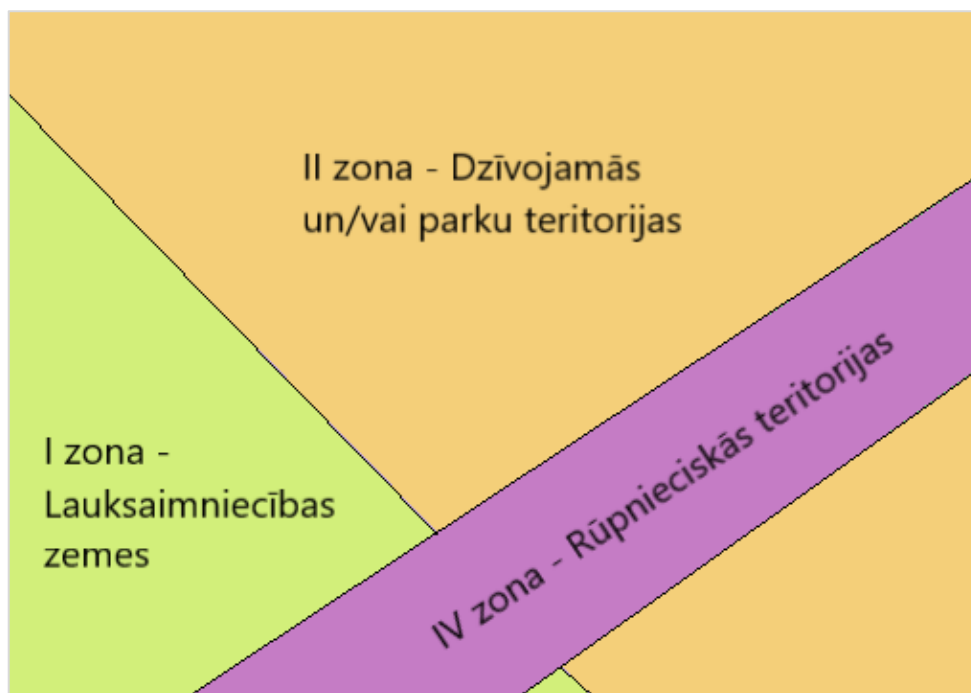 II zona - Dzīvojamās
un/vai parku teritorijas
I zona -
Lauksaimniecības
zemes
IV zona - Rūpnieciskās teritorijas